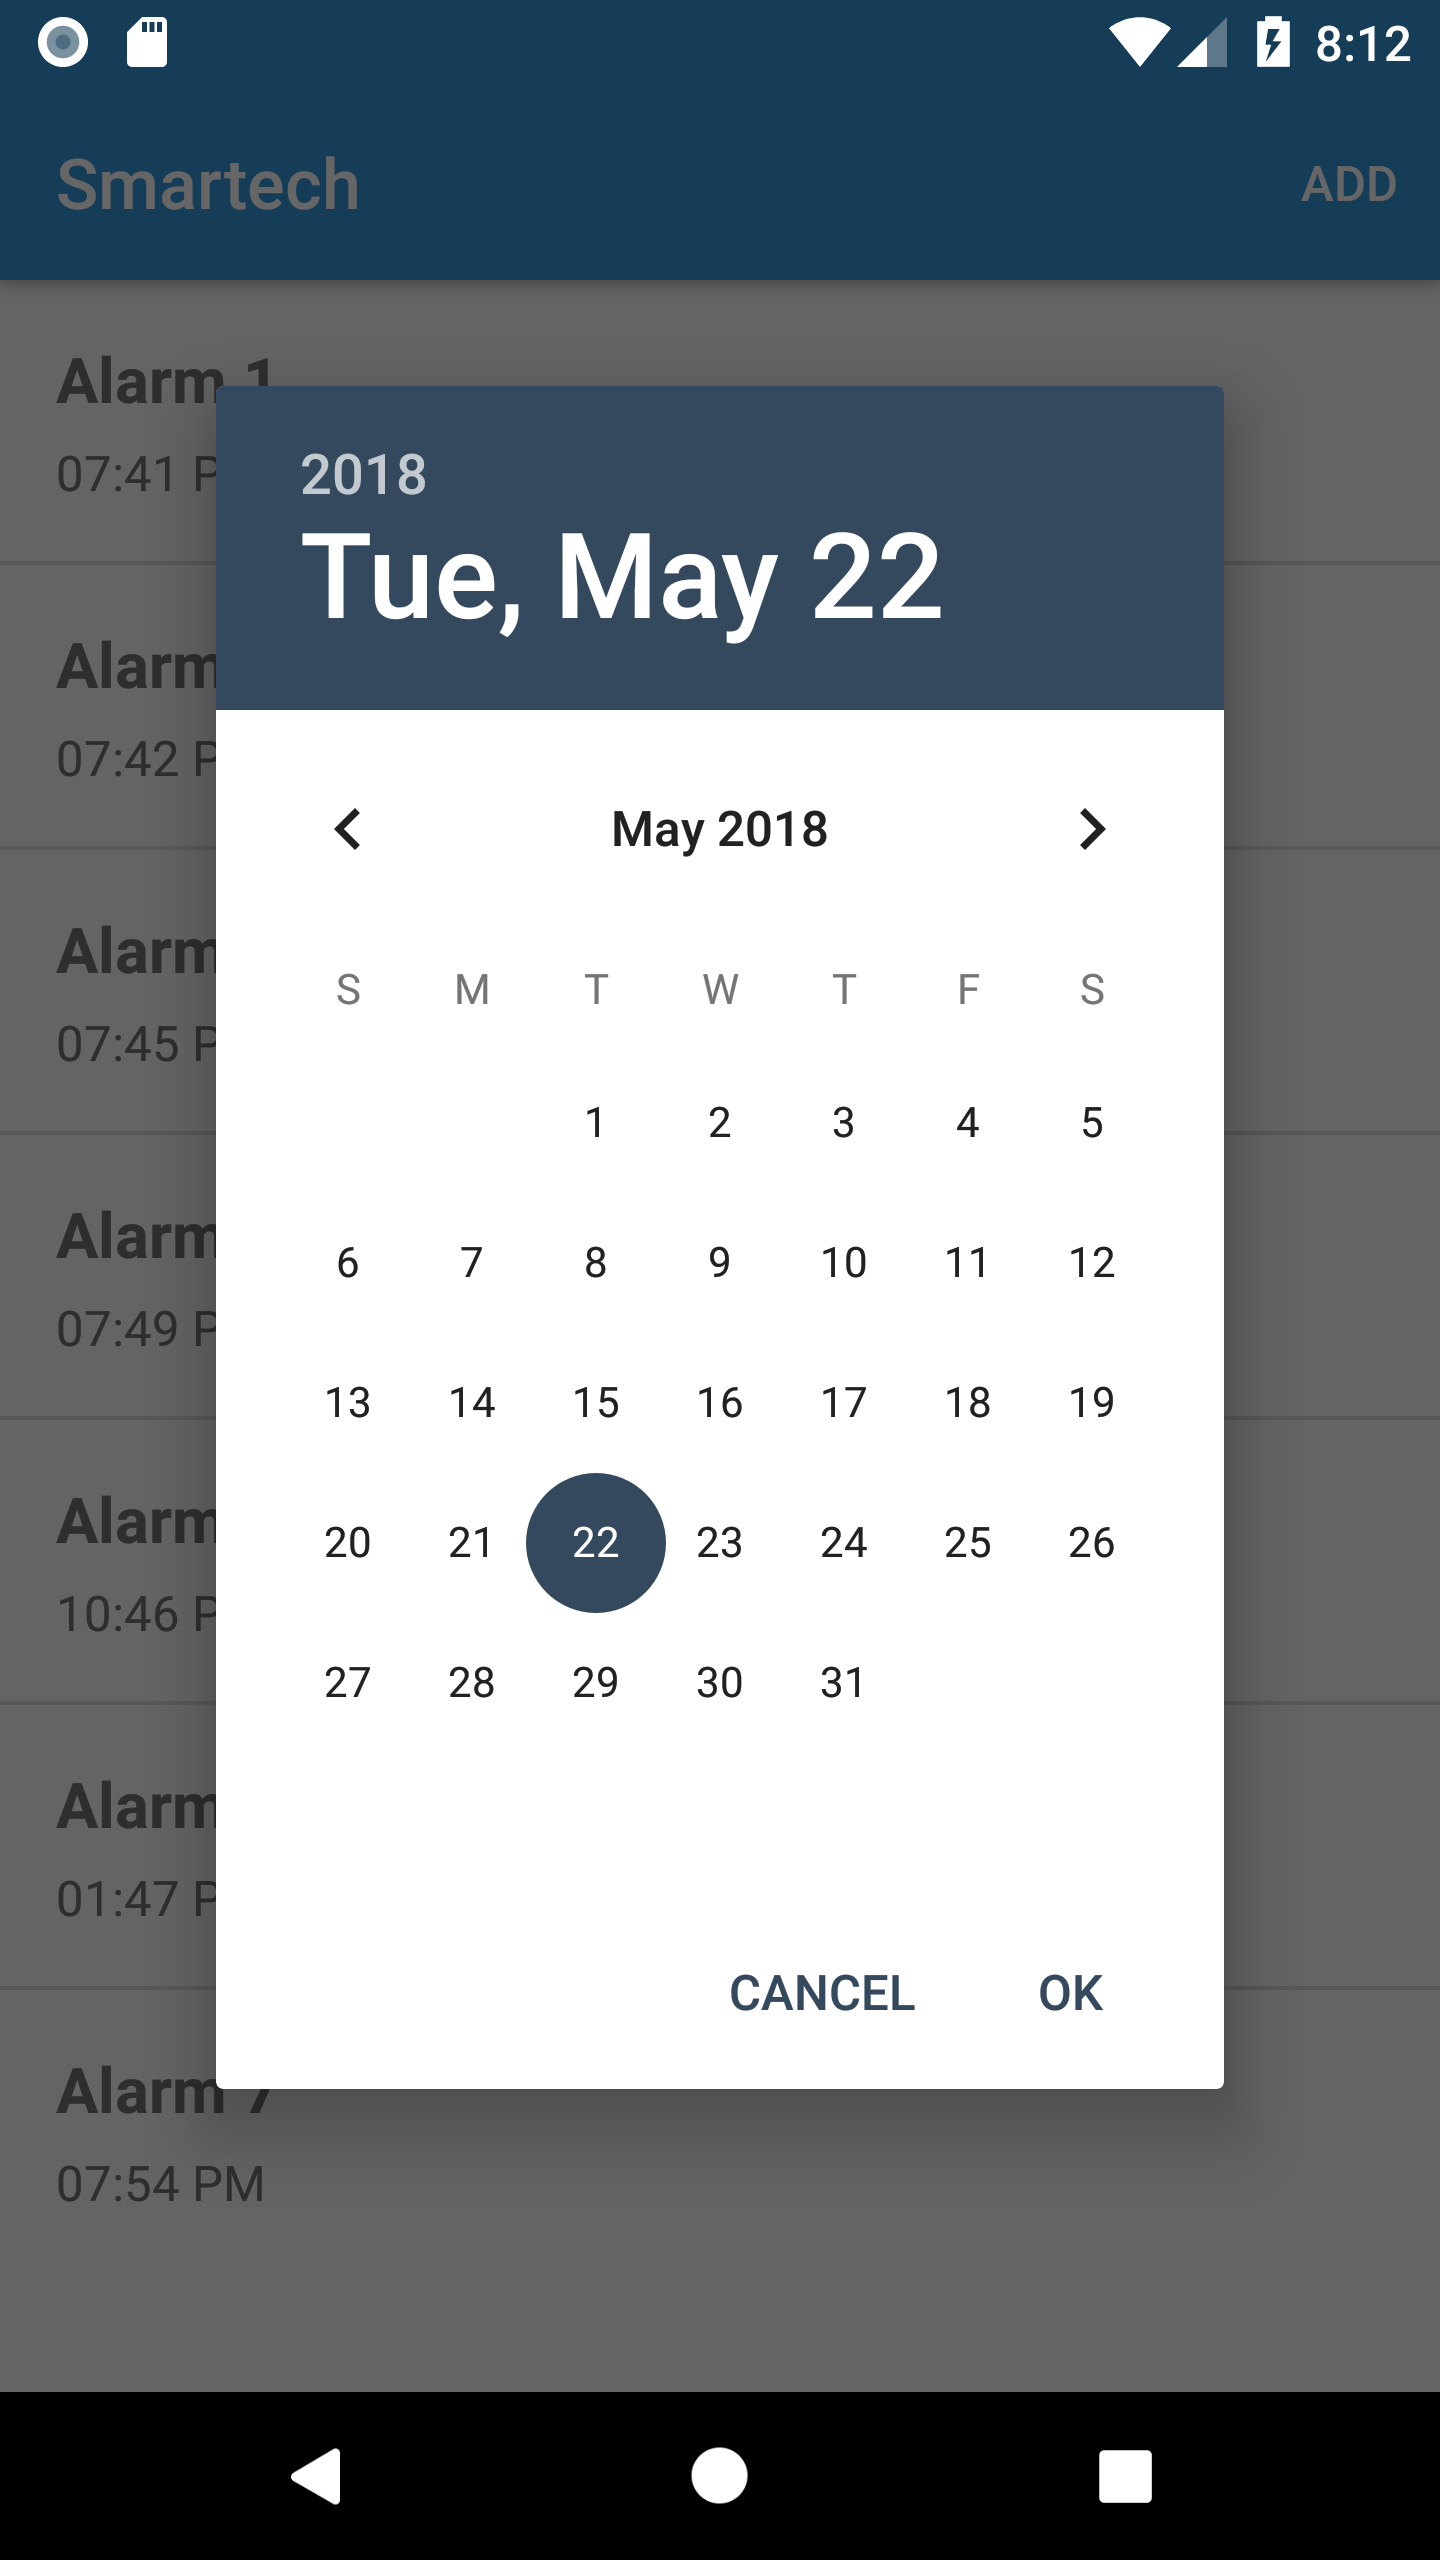 8:12
Smartech ADD
Alarm 1
07:41 P
2018
Tue, May 22
Alarm
07:42 P
May 2018
Alarm
07:45 P
S M T W T F S
1 2 3 4 5
Alarm
6 7 8 9 10 11 12
07:49 P
13 14 15 16 17 18 19
Alarm
20 21 22 23 24 25 26
10:46 P
27 28 29 30 31
Alarm
01:47 P
CANCEL OK
Alarm 7
07:54 PM